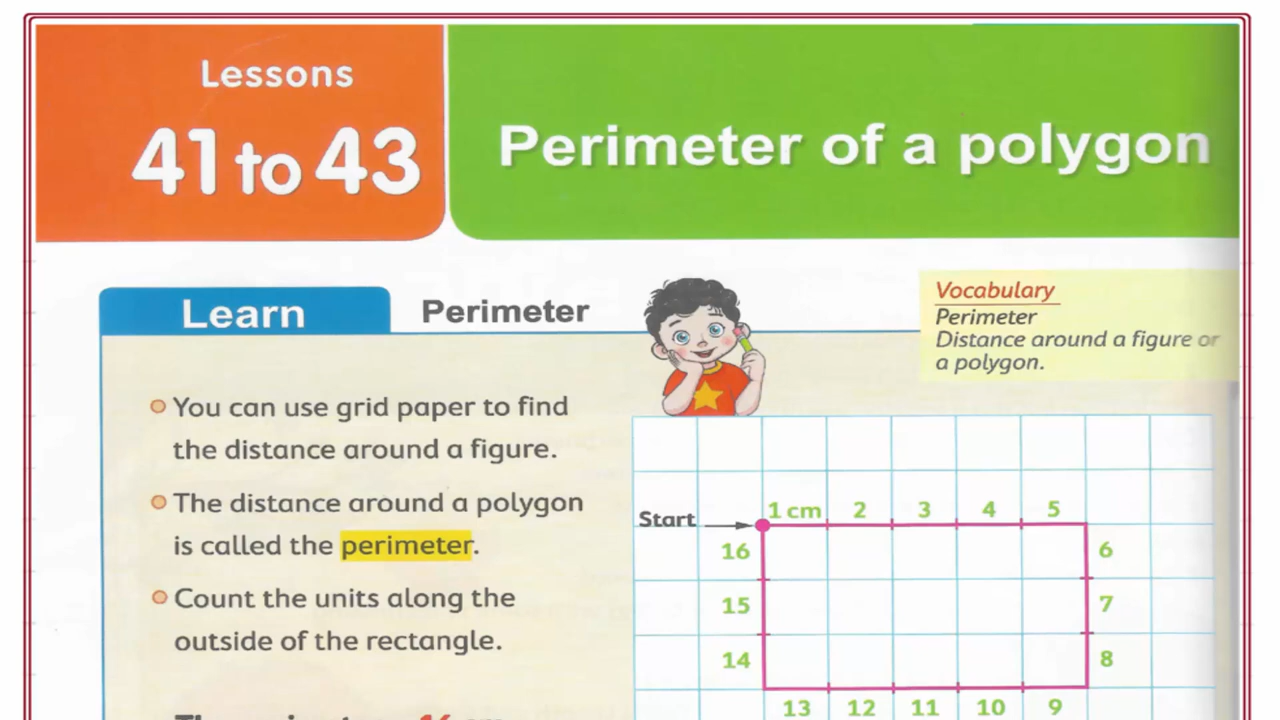 Lessons
41 to 43
Perimeter of a polygon
Learn
Perimeter
Vocabulary
Perimeter
Distance around a figure or
a polygon.
You can use grid paper to find
the distance around a figure.
The distance around a polygon
is called the perimeter.
Count the units along the
outside of the rectangle.
Start
1 cm 2 3 4 5
16 6
15 7
14 8
13 12 11 10 9